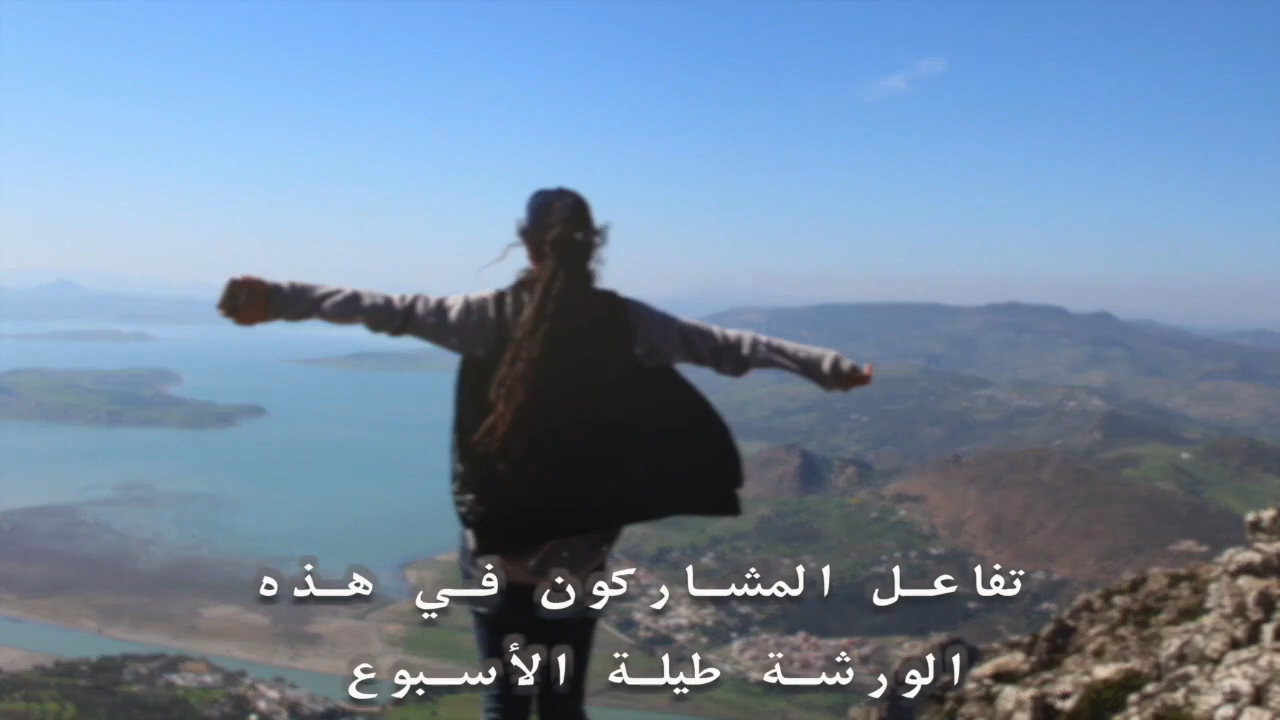 تفاعل المشاركون في هذه
الورشة طيلة الأسبوع